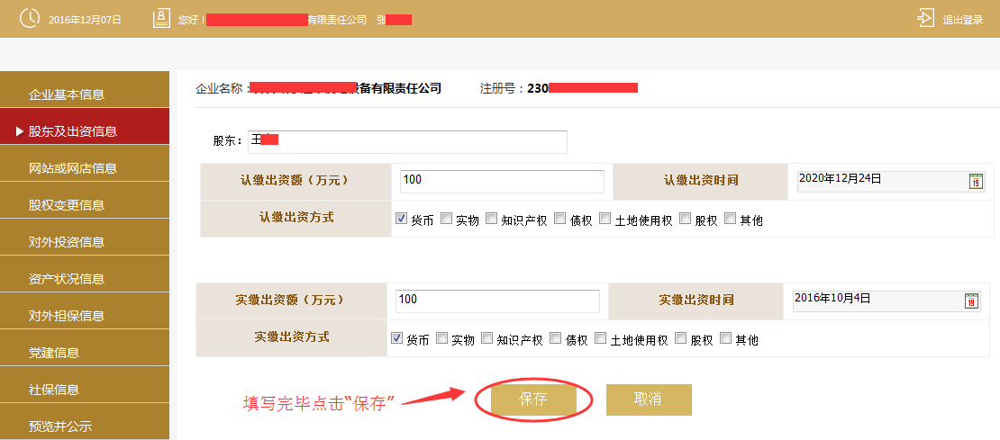 2016年12月07日
您好！
有限责任公司 张
退出登录
企业基本信息
股东及出资信息
网站或网店信息
股权变更信息
对外投资信息
资产状况信息
对外担保信息
党建信息
社保信息
预览并公示
企业名称：
设备有限责任公司
注册号：230
股东：王
认缴出资额（万元） 100 认缴出资时间 2020年12月24日 19
认缴出资方式 货币 实物 知识产权 债权 土地使用权 股权 其他
实缴出资额（万元） 100 实缴出资时间 2016年10月4日 19
实缴出资方式 货币 实物 知识产权 债权 土地使用权 股权 其他
填写完毕点击“保存”
保存
取消